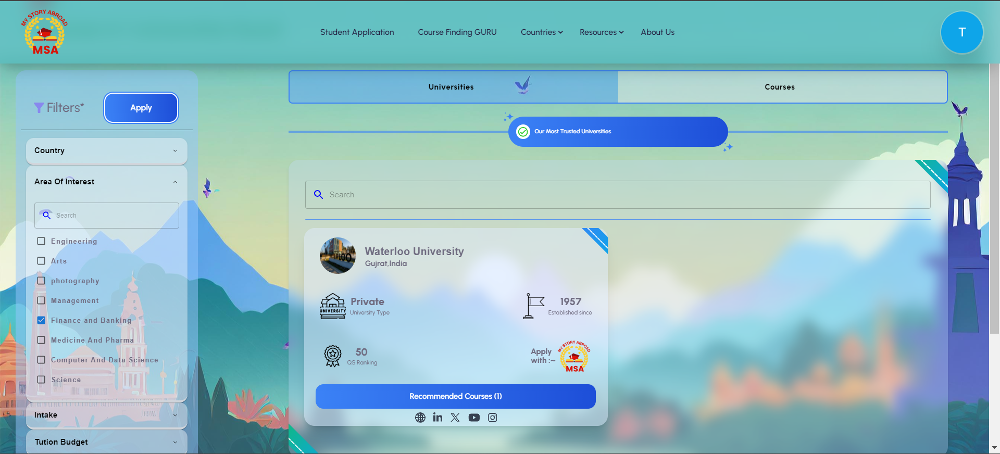 MY STORY ABROAD
MSA
Student Application
Course Finding GURU
Countries
Resources
About Us
T
Filters*
Apply
Country
Area Of Interest
Search
Engineering
Arts
photography
Management
Finance and Banking
Medicine And Pharma
Computer And Data Science
Science
Intake
Tution Budget
Universities
Courses
Our Most Trusted Universities
Search
Waterloo University
Gujrat,India
UNIVERSITY
Private
University Type
1957
Established since
50
QS Ranking
Apply
with :~
MY STORY ABROAD
MSA
Recommended Courses (1)